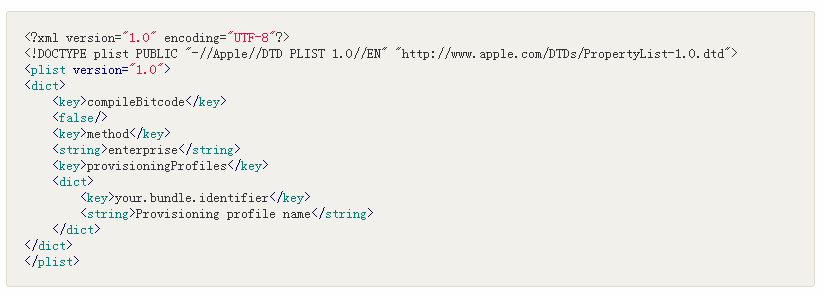 <?xml version="1.0" encoding="UTF-8"?>
<!DOCTYPE plist PUBLIC "-//Apple//DTD PLIST 1.0//EN" "http://www.apple.com/DTDs/PropertyList-1.0.dtd">
<plist version="1.0">
<dict>
    <key>compileBitcode</key>
    <false/>
    <key>method</key>
    <string>enterprise</string>
    <key>provisioningProfiles</key>
    <dict>
        <key>your.bundle.identifier</key>
        <string>Provisioning profile name</string>
    </dict>
</dict>
</plist>